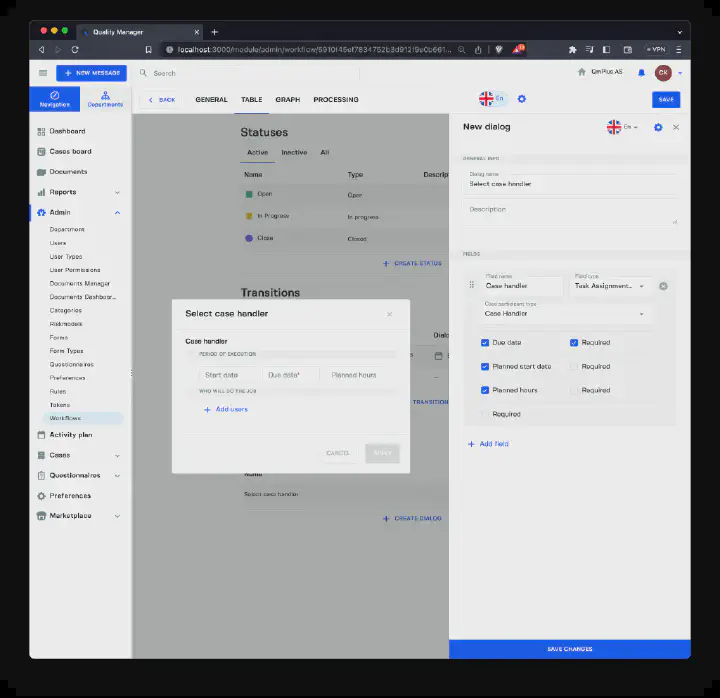 Quality Manager
localhost:3000/module/admin/workflow/
VPN
NEW MESSAGE
Search
QmPlus AS
CK
Navigation
Departments
BACK
GENERAL
TABLE
GRAPH
PROCESSING
En
SAVE
Dashboard
Cases board
Documents
Reports
Admin
Department
Users
User Types
User Permissions
Documents Manager
Documents Dashboar...
Categories
Riskmodels
Forms
Form Types
Questionnaires
Preferences
Rules
Tokens
Workflows
Activity plan
Cases
Questionnaires
Preferences
Marketplace
Statuses
Active
Inactive
All
Name
Type
Descrip
Open
Open
In Progress
In progress
Close
Closed
CREATE STATUS
Transitions
Dialo
TRANSITION
Name
Select case handler
CREATE DIALOG
Select case handler
Case handler
PERIOD OF EXECUTION
Start date
Due date*
Planned hours
WHO WILL DO THE JOB
Add users
CANCEL
APPLY
New dialog
En
GENERAL INFO
Dialog name
Select case handler
Description
FIELDS
Field name
Case handler
Field type
Task Assignment...
Case participant type
Case Handler
Due date
Required
Planned start date
Required
Planned hours
Required
Required
Add field
SAVE CHANGES